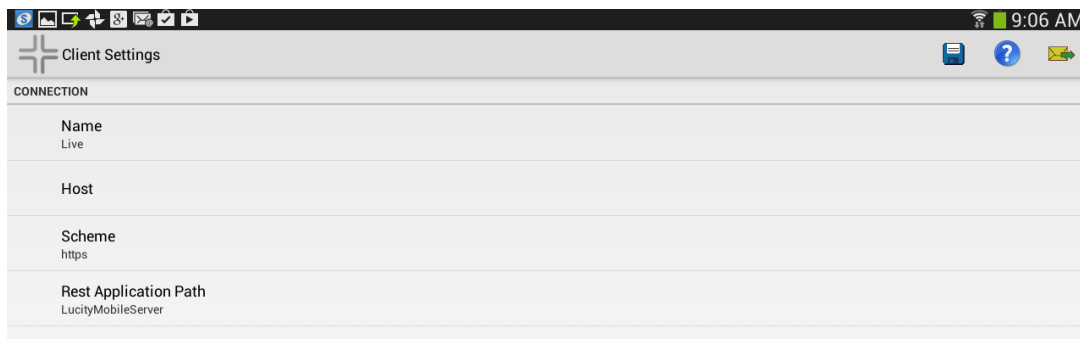 9:06 AM
Client Settings
CONNECTION
Name
Live
Host
Scheme
https
Rest Application Path
LucityMobileServer